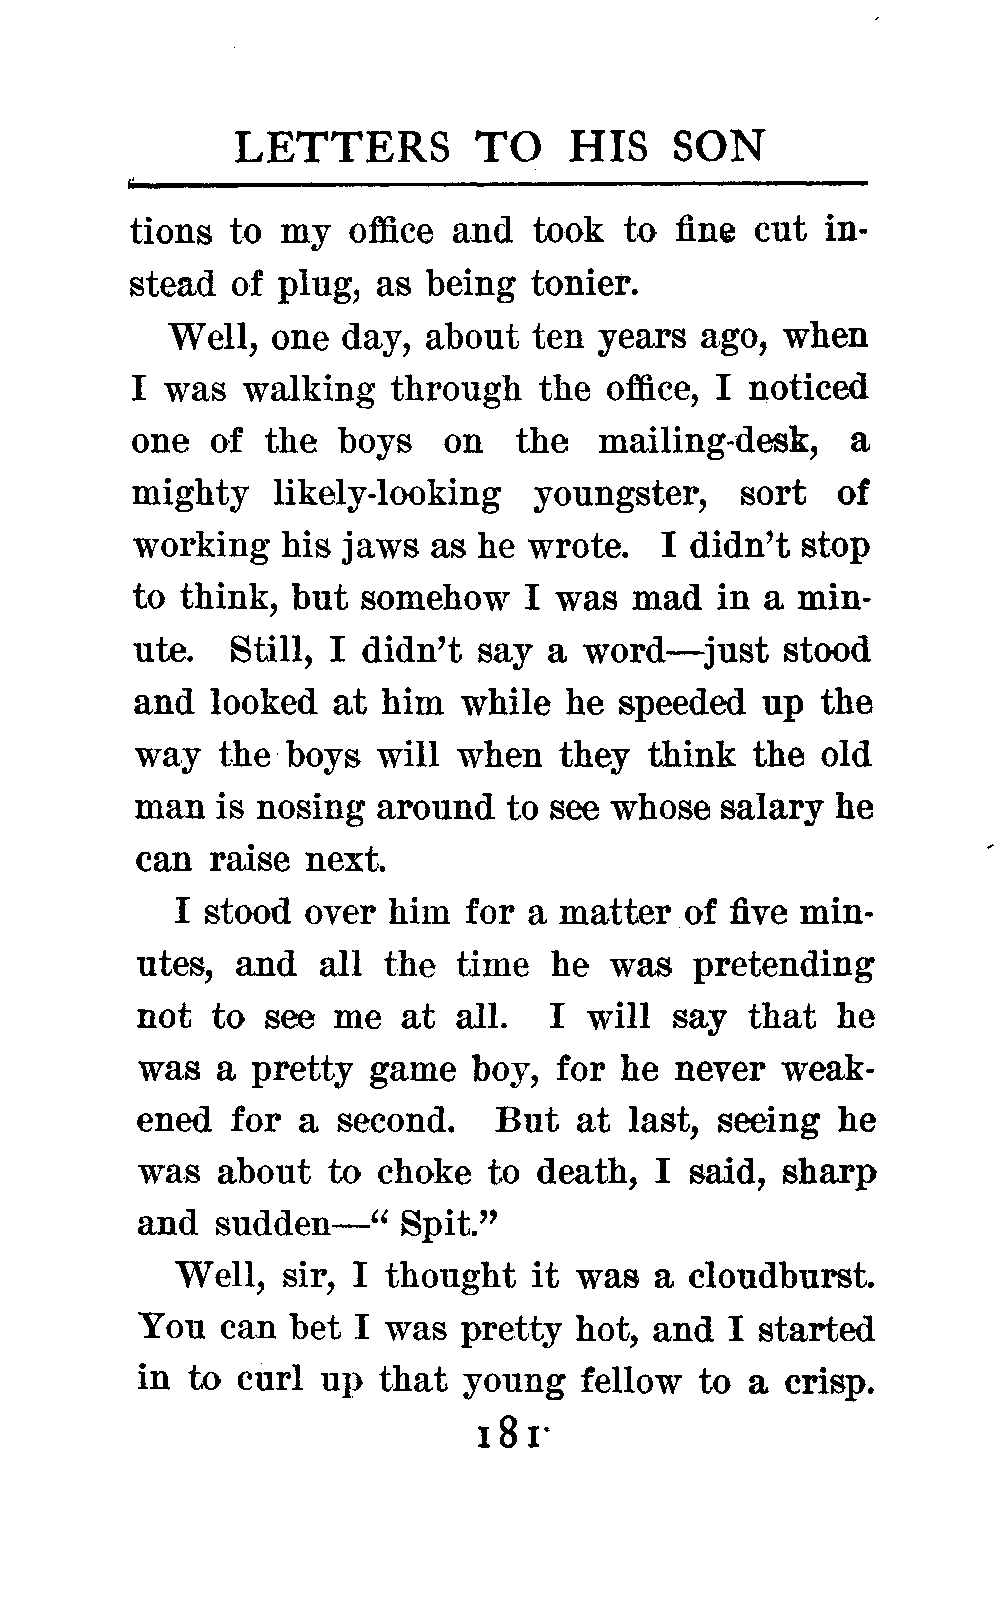 LETTERS TO HIS SON
tions to my office and took to fine cut in-
stead of plug, as being tonier.
Well, one day, about ten years ago, when
I was walking through the office, I noticed
one of the boys on the mailing-desk, a
mighty likely-looking youngster, sort of
working his jaws as he wrote. I didn't stop
to think, but somehow I was mad in a min-
ute. Still, I didn't say a word—just stood
and looked at him while he speeded up the
way the boys will when they think the old
man is nosing around to see whose salary he
can raise next.
I stood over him for a matter of five min-
utes, and all the time he was pretending
not to see me at all. I will say that he
was a pretty game boy, for he never weak-
ened for a second. But at last, seeing he
was about to choke to death, I said, sharp
and sudden—“ Spit.”
Well, sir, I thought it was a cloudburst.
You can bet I was pretty hot, and I started
in to curl up that young fellow to a crisp.
181